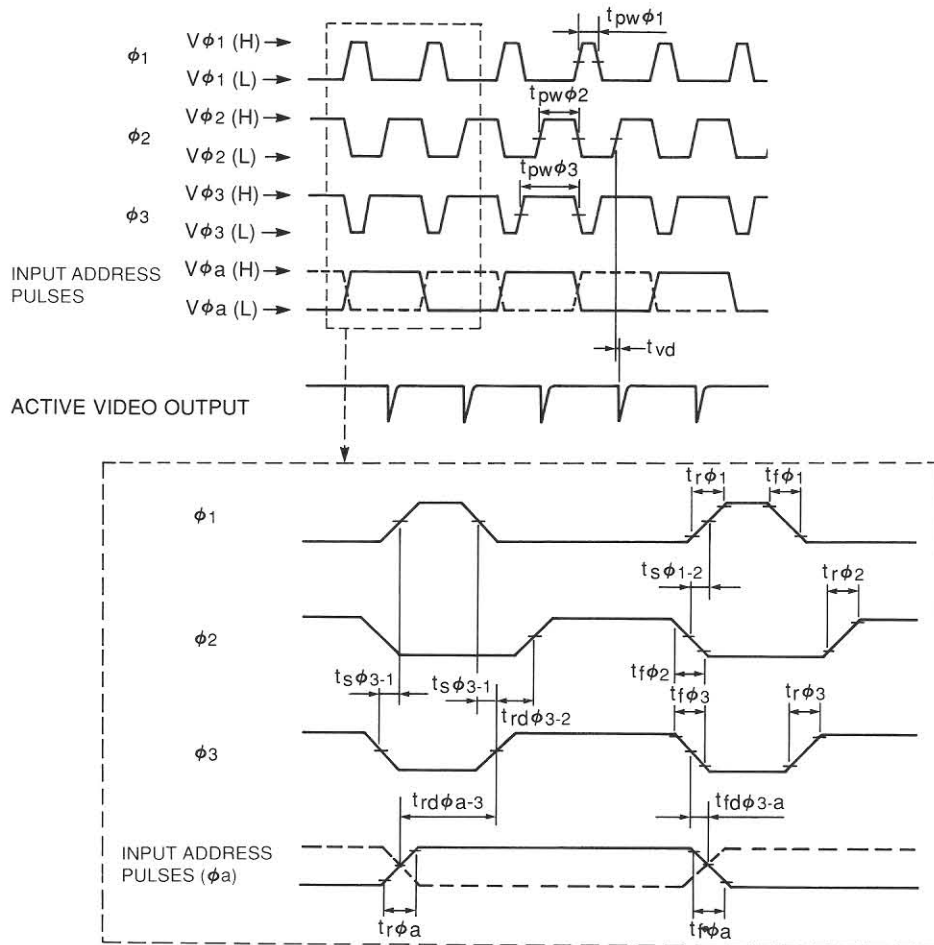 tpwϕ1
ϕ1
Vϕ1 (H)
Vϕ1 (L)
tpwϕ2
ϕ2
Vϕ2 (H)
Vϕ2 (L)
tpwϕ3
ϕ3
Vϕ3 (H)
Vϕ3 (L)
INPUT ADDRESS
PULSES
Vϕa (H)
Vϕa (L)
tvd
ACTIVE VIDEO OUTPUT
trϕ1 tfϕ1
ϕ1
tsϕ1-2
trϕ2
ϕ2
tfϕ2
tsϕ3-1 tsϕ3-1
trdϕ3-2
tfϕ3 trϕ3
ϕ3
trdϕa-3
tfdϕ3-a
INPUT ADDRESS
PULSES (ϕa)
trϕa
tfϕa